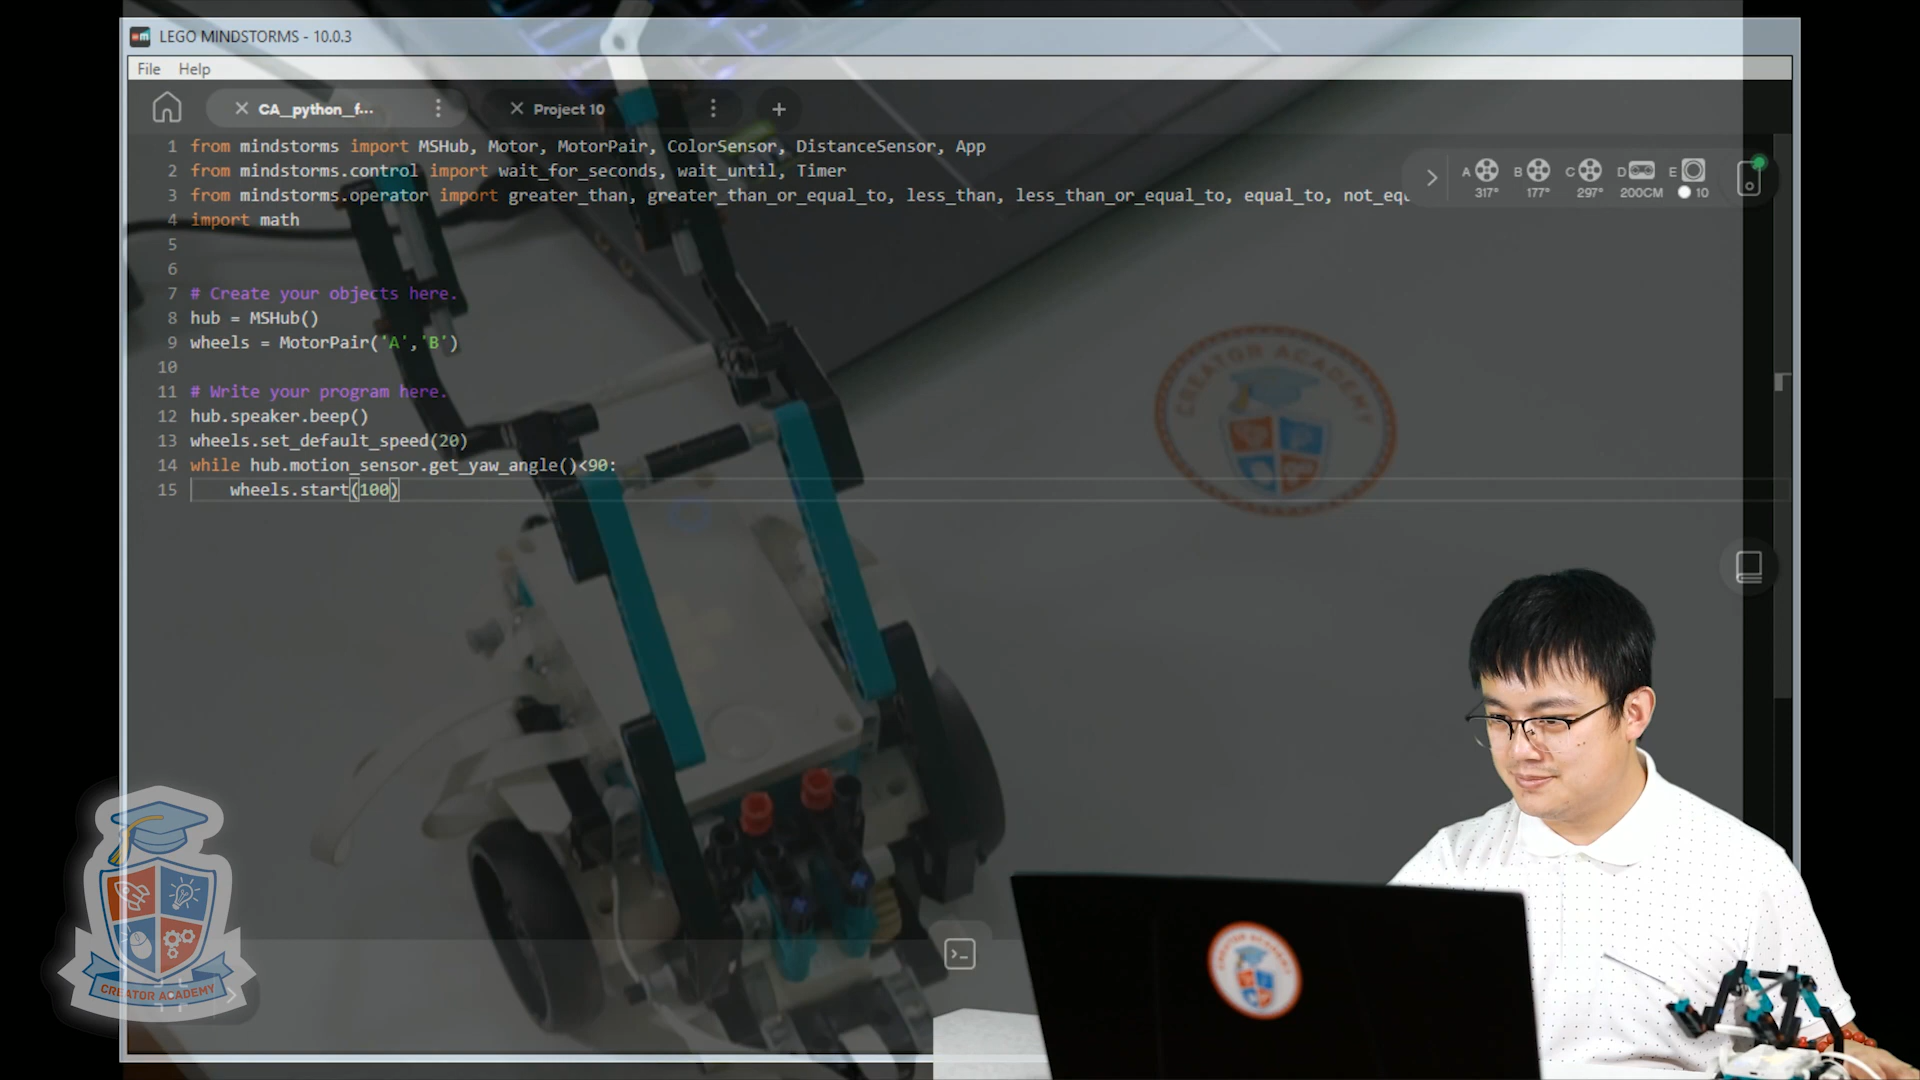 LEGO MINDSTORMS - 10.0.3
File Help
CA_python_f... Project 10
1 from mindstorms import MSHub, Motor, MotorPair, ColorSensor, DistanceSensor, App
2 from mindstorms.control import wait_for_seconds, wait_until, Timer
3 from mindstorms.operator import greater_than, greater_than_or_equal_to, less_than, less_than_or_equal_to, equal_to, not_equ
4 import math
5
6
7 # Create your objects here.
8 hub = MSHub()
9 wheels = MotorPair('A','B')
10
11 # Write your program here.
12 hub.speaker.beep()
13 wheels.set_default_speed(20)
14 while hub.motion_sensor.get_yaw_angle()<90:
15 wheels.start(100)
A B C D E
317° 177° 297° 200CM 10
CREATOR ACADEMY
CREATOR ACADEMY